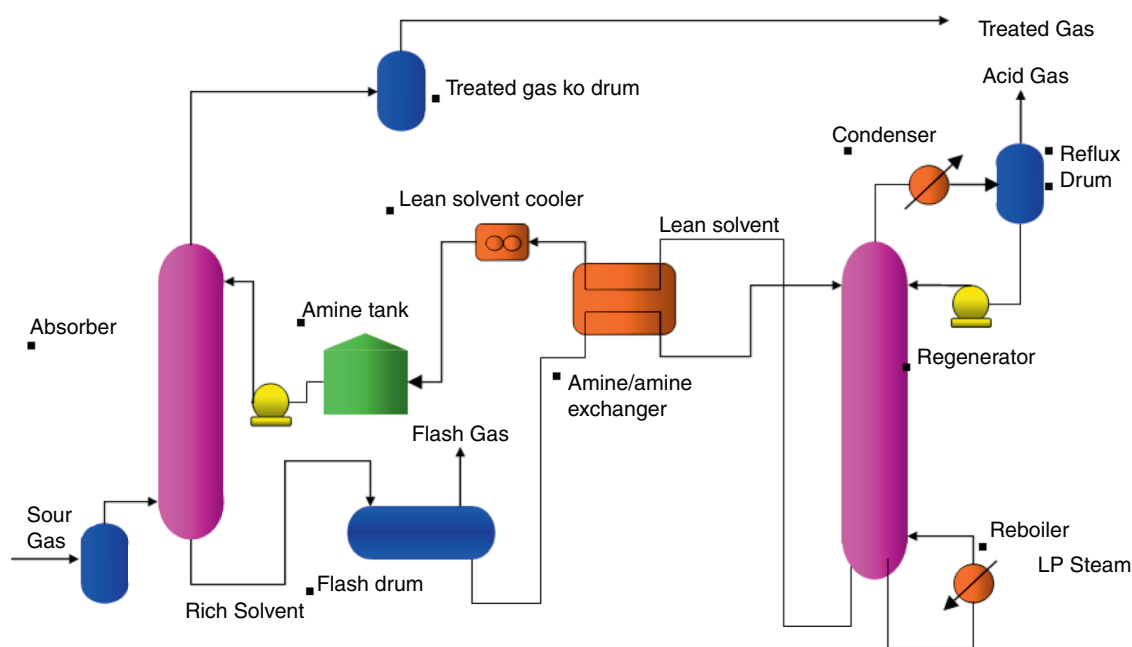 Treated Gas
Acid Gas
Treated gas ko drum
Condenser
Reflux
Drum
Lean solvent cooler
Lean solvent
Amine tank
Absorber
Regenerator
Amine/amine
exchanger
Flash Gas
Sour
Gas
Reboiler
LP Steam
Flash drum
Rich Solvent